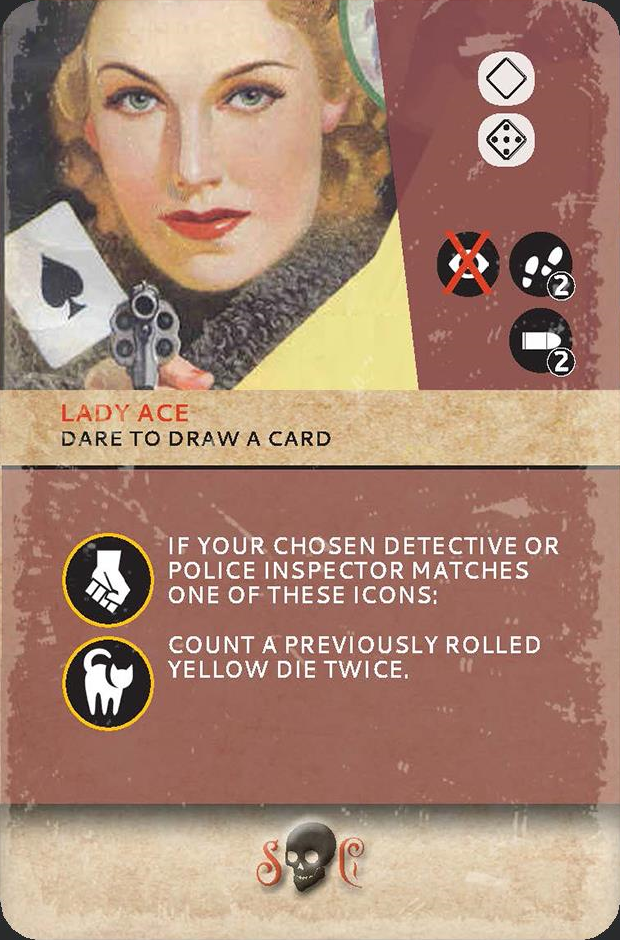 2
2
LADY ACE
DARE TO DRAW A CARD
IF YOUR CHOSEN DETECTIVE OR
POLICE INSPECTOR MATCHES
ONE OF THESE ICONS:
COUNT A PREVIOUSLY ROLLED
YELLOW DIE TWICE.
S C